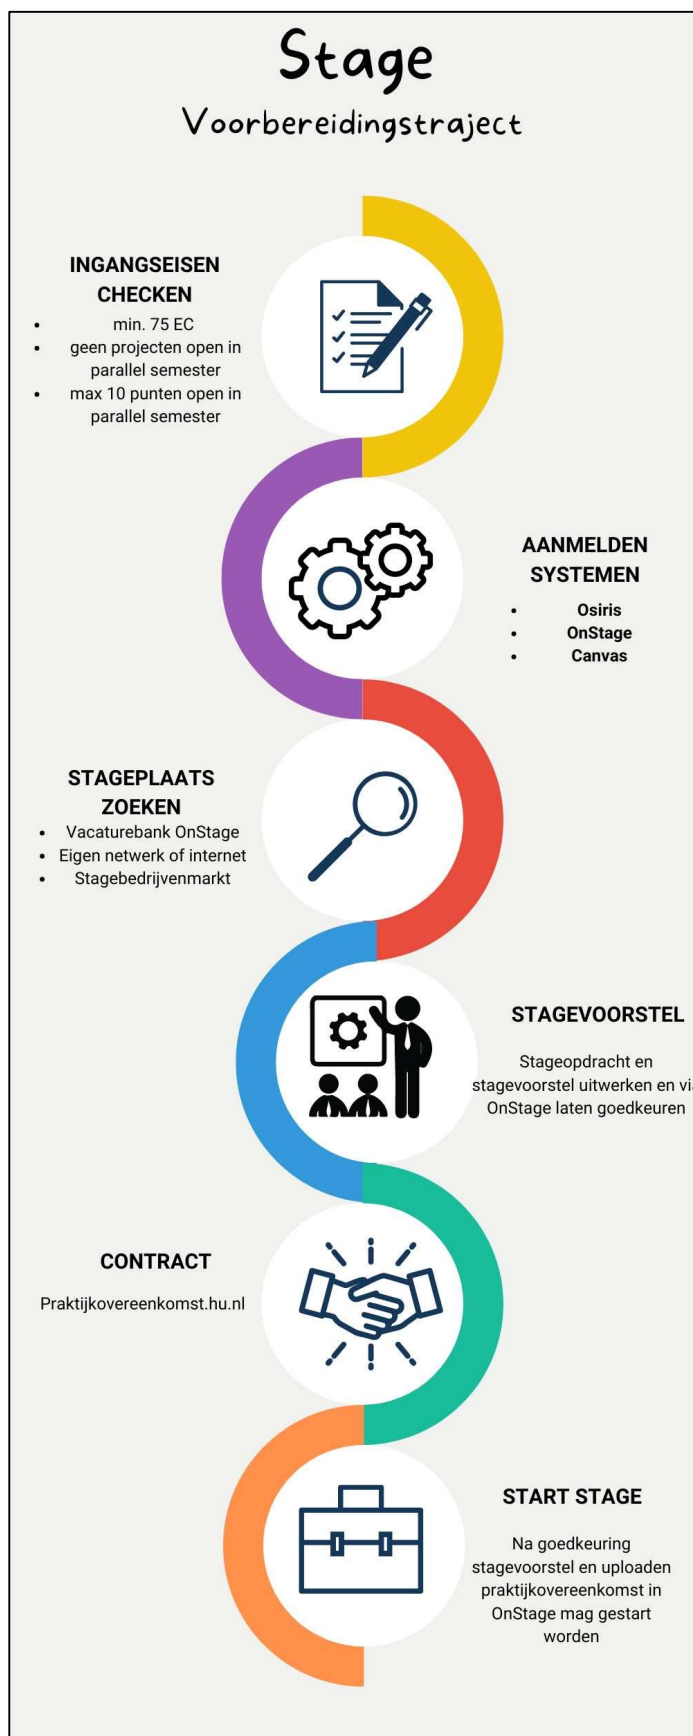 Stage
Voorbereidingstraject
INGANGSEISEN
CHECKEN
• min. 75 EC
• geen projecten open in
parallel semester
• max 10 punten open in
parallel semester
AANMELDEN
SYSTEMEN
• Osiris
• OnStage
• Canvas
STAGEPLAATS
ZOEKEN
• Vacaturebank OnStage
• Eigen netwerk of internet
• Stagebedrijvenmarkt
STAGEVOORSTEL
Stageopdracht en
stagevoorstel uitwerken en via
OnStage laten goedkeuren
CONTRACT
Praktijkovereenkomst.hu.nl
START STAGE
Na goedkeuring
stagevoorstel en uploaden
praktijkovereenkomst in
OnStage mag gestart
worden